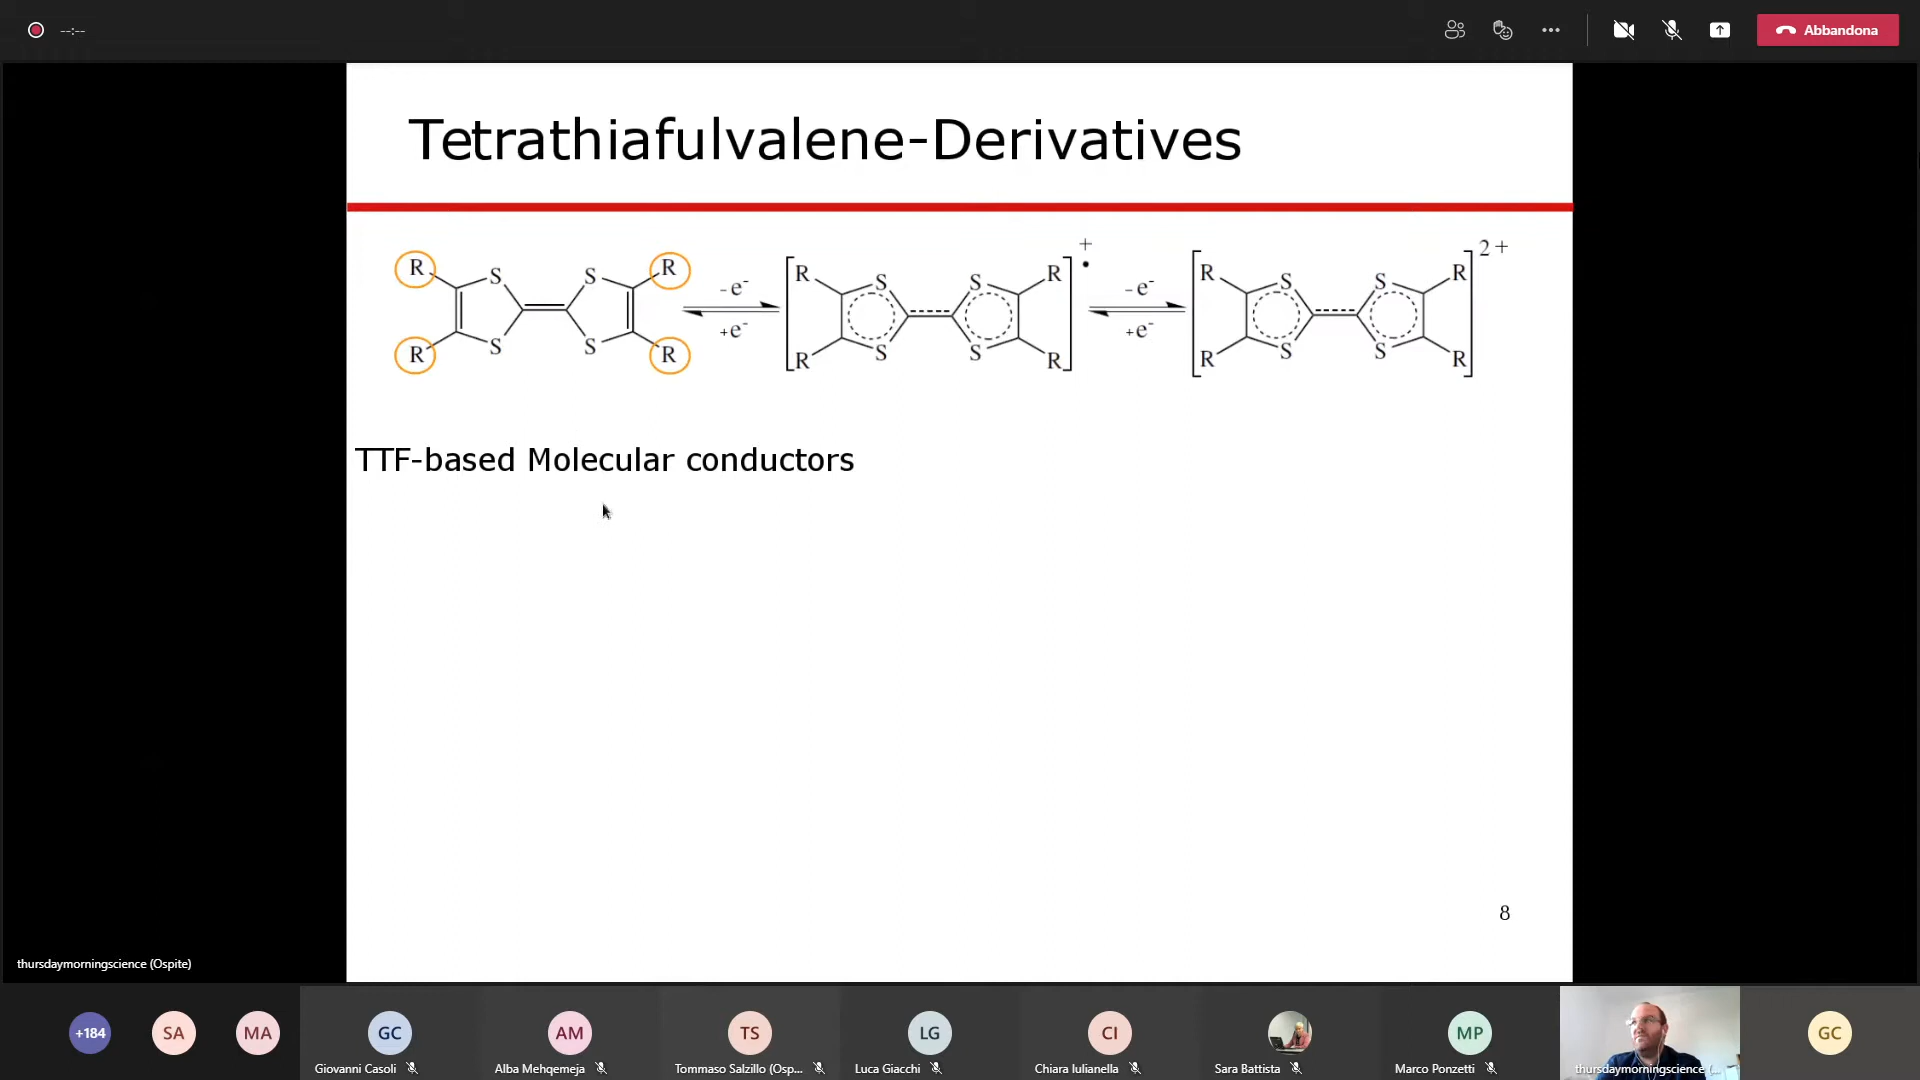 --:--
Abbandona
Tetrathiafulvalene-Derivatives
R S S R
R S S R
-e-
+e-
R S S R
R S S R
+
•
-e-
+e-
R S S R
R S S R
2+
TTF-based Molecular conductors
8
thursdaymorningscience (Ospite)
+184
SA
MA
GC
Giovanni Casoli
AM
Alba Mehqemeja
TS
Tommaso Salzillo (Osp...
LG
Luca Giacchi
CI
Chiara Iulianella
Sara Battista
MP
Marco Ponzetti
thursdaymorningscience (...
GC